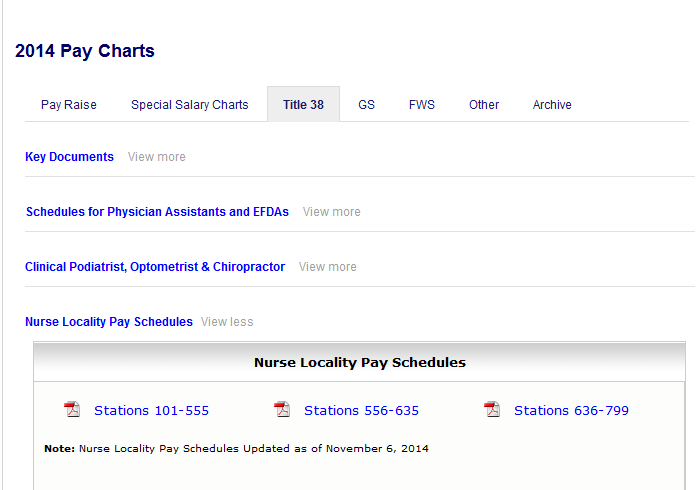 2014 Pay Charts
Pay Raise Special Salary Charts Title 38 GS FWS Other Archive
Key Documents View more
Schedules for Physician Assistants and EFDAs View more
Clinical Podiatrist, Optometrist & Chiropractor View more
Nurse Locality Pay Schedules View less
Nurse Locality Pay Schedules
Stations 101-555 Stations 556-635 Stations 636-799
Note: Nurse Locality Pay Schedules Updated as of November 6, 2014